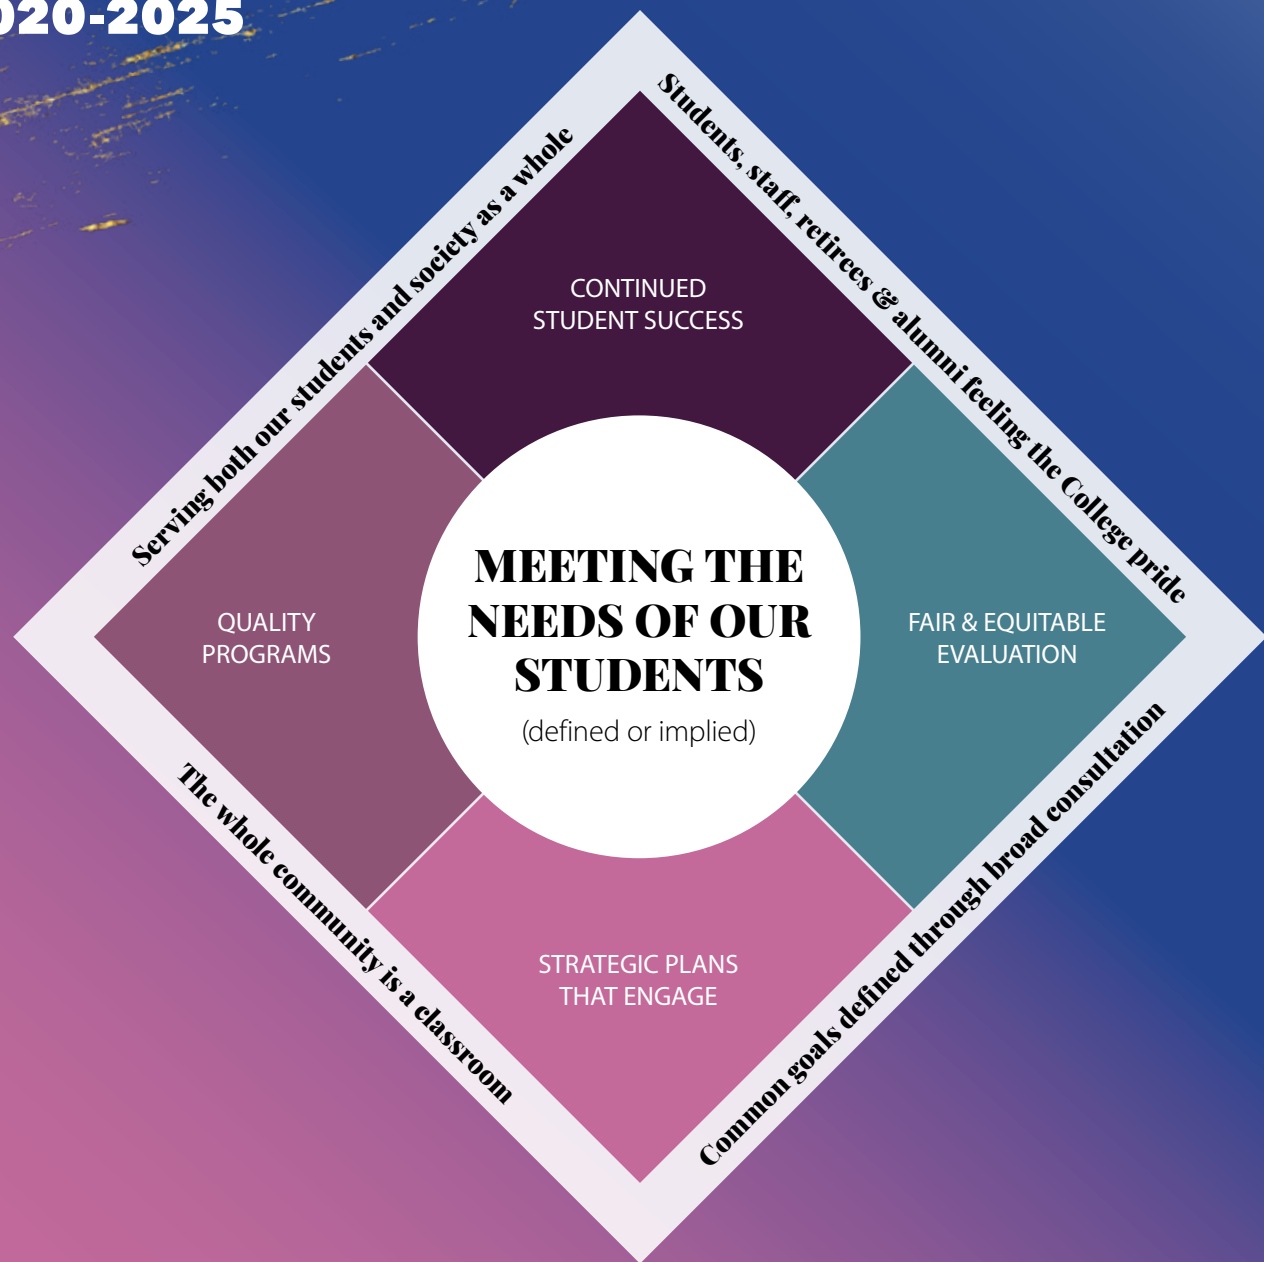 020-2025
Serving both our students and society as a whole
Students, staff, retirees & alumni feeling the College pride
CONTINUED
STUDENT SUCCESS
QUALITY
PROGRAMS
MEETING THE
NEEDS OF OUR
STUDENTS
(defined or implied)
FAIR & EQUITABLE
EVALUATION
STRATEGIC PLANS
THAT ENGAGE
The whole community is a classroom
Common goals defined through broad consultation